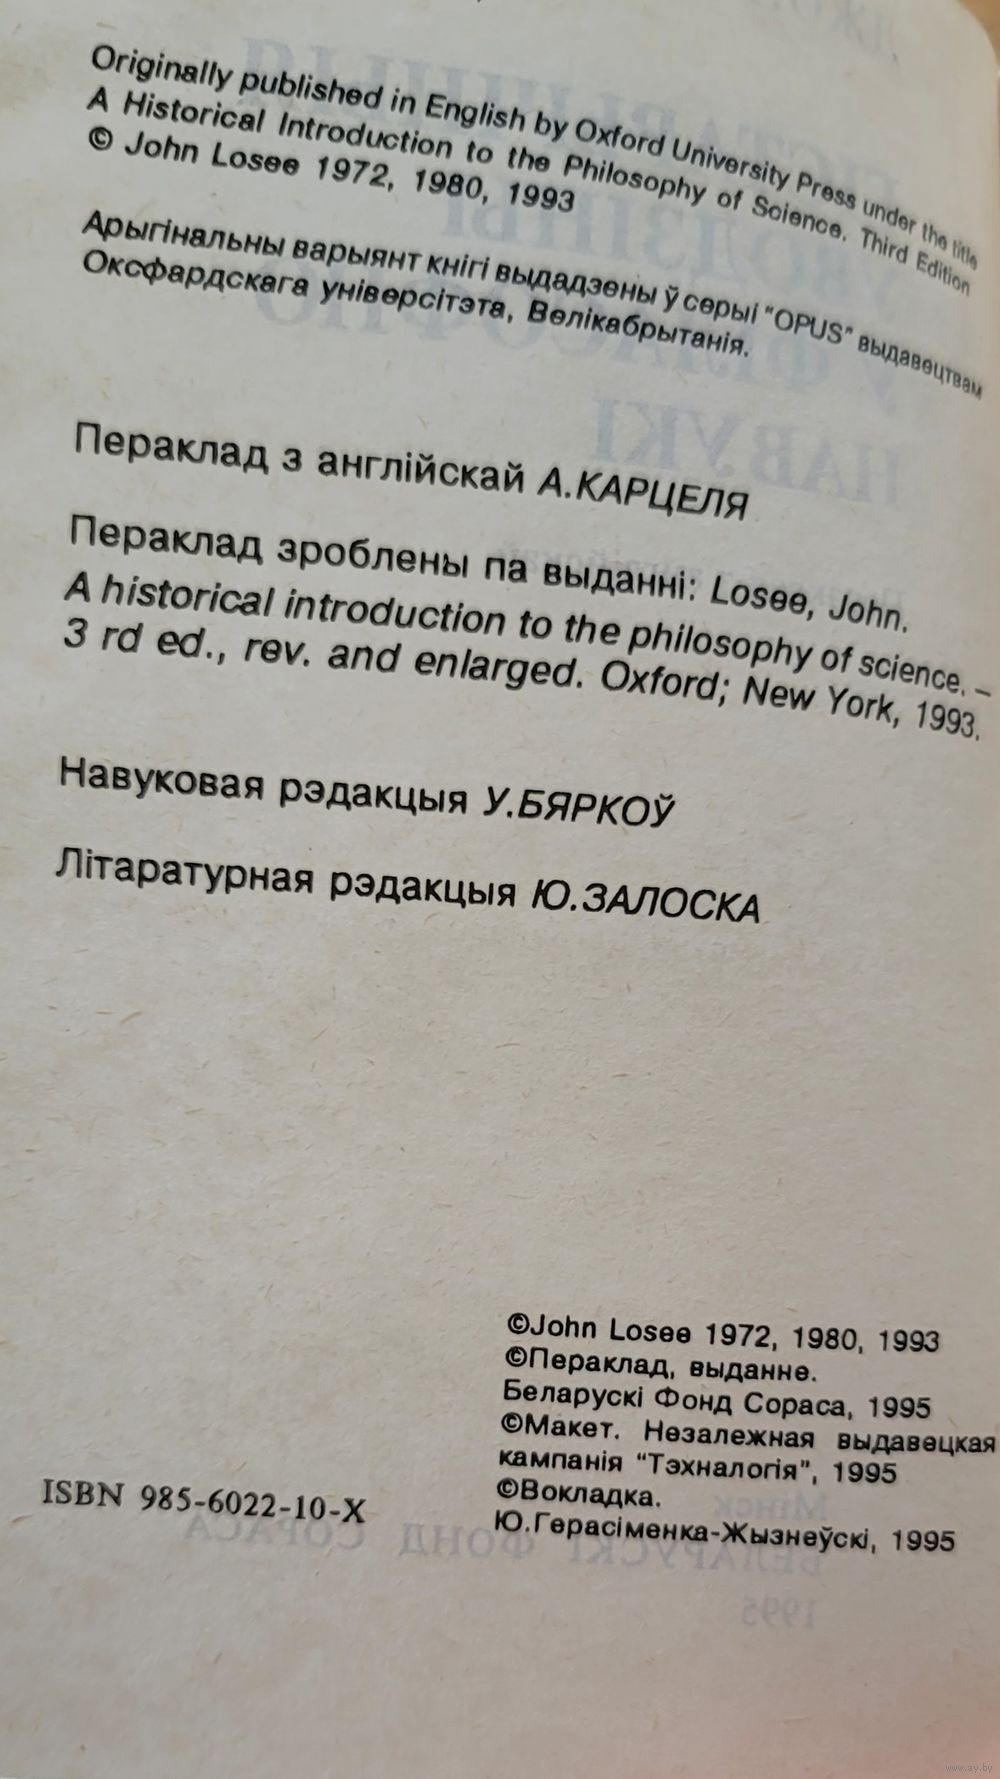 Originally published in English by Oxford University Press under the title
A Historical Introduction to the Philosophy of Science. Third Edition
© John Losee 1972, 1980, 1993
Арыгінальны варыянт кнігі выдадзены ў серыі "OPUS" выдавецтвам
Оксфардскага універсітэта, Велікабрытанія.
Пераклад з англійскай А.КАРЦЕЛЯ
Пераклад зроблены па выданні: Losee, John.
A historical introduction to the philosophy of science. –
3 rd ed., rev. and enlarged. Oxford; New York, 1993.
Навуковая рэдакцыя У.БЯРКОЎ
Літаратурная рэдакцыя Ю.ЗАЛОСКА
©John Losee 1972, 1980, 1993
©Пераклад, выданне.
Беларускі Фонд Сораса, 1995
©Макет. Незалежная выдавецкая
кампанія "Тэхналогія", 1995
©Вокладка.
Ю.Герасіменка-Жызнеўскі, 1995
ISBN 985-6022-10-X
www.ay.by